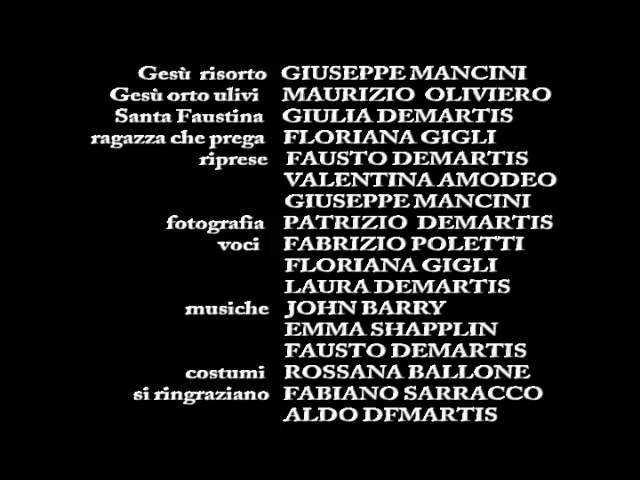 Gesù risorto GIUSEPPE MANCINI
Gesù orto ulivi MAURIZIO OLIVIERO
Santa Faustina GIULIA DEMARTIS
ragazza che prega FLORIANA GIGLI
riprese FAUSTO DEMARTIS
VALENTINA AMODEO
GIUSEPPE MANCINI
fotografia PATRIZIO DEMARTIS
voci FABRIZIO POLETTI
FLORIANA GIGLI
LAURA DEMARTIS
musiche JOHN BARRY
EMMA SHAPPLIN
FAUSTO DEMARTIS
costumi ROSSANA BALLONE
si ringraziano FABIANO SARRACCO
ALDO DEMARTIS